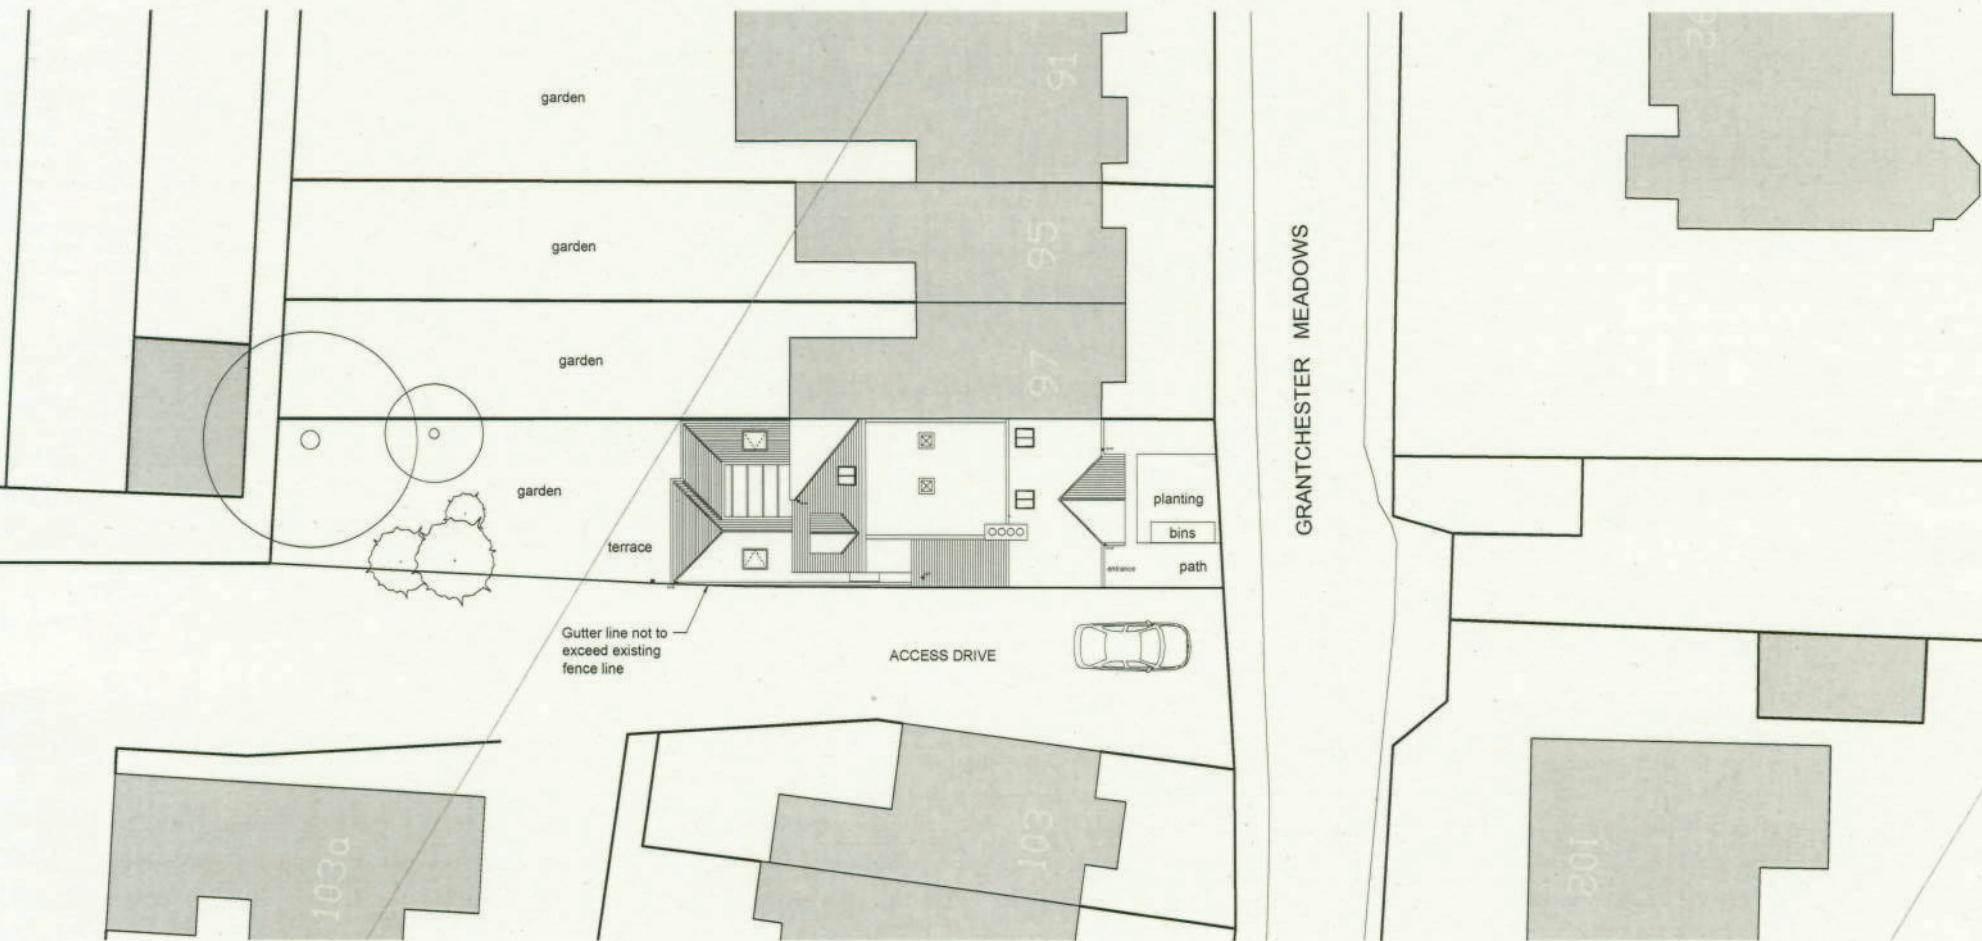 garden
91
garden
95
garden
97
garden
terrace
planting
bins
path
entrance
GRANTCHESTER MEADOWS
Gutter line not to
exceed existing
fence line
ACCESS DRIVE
103a
103
102